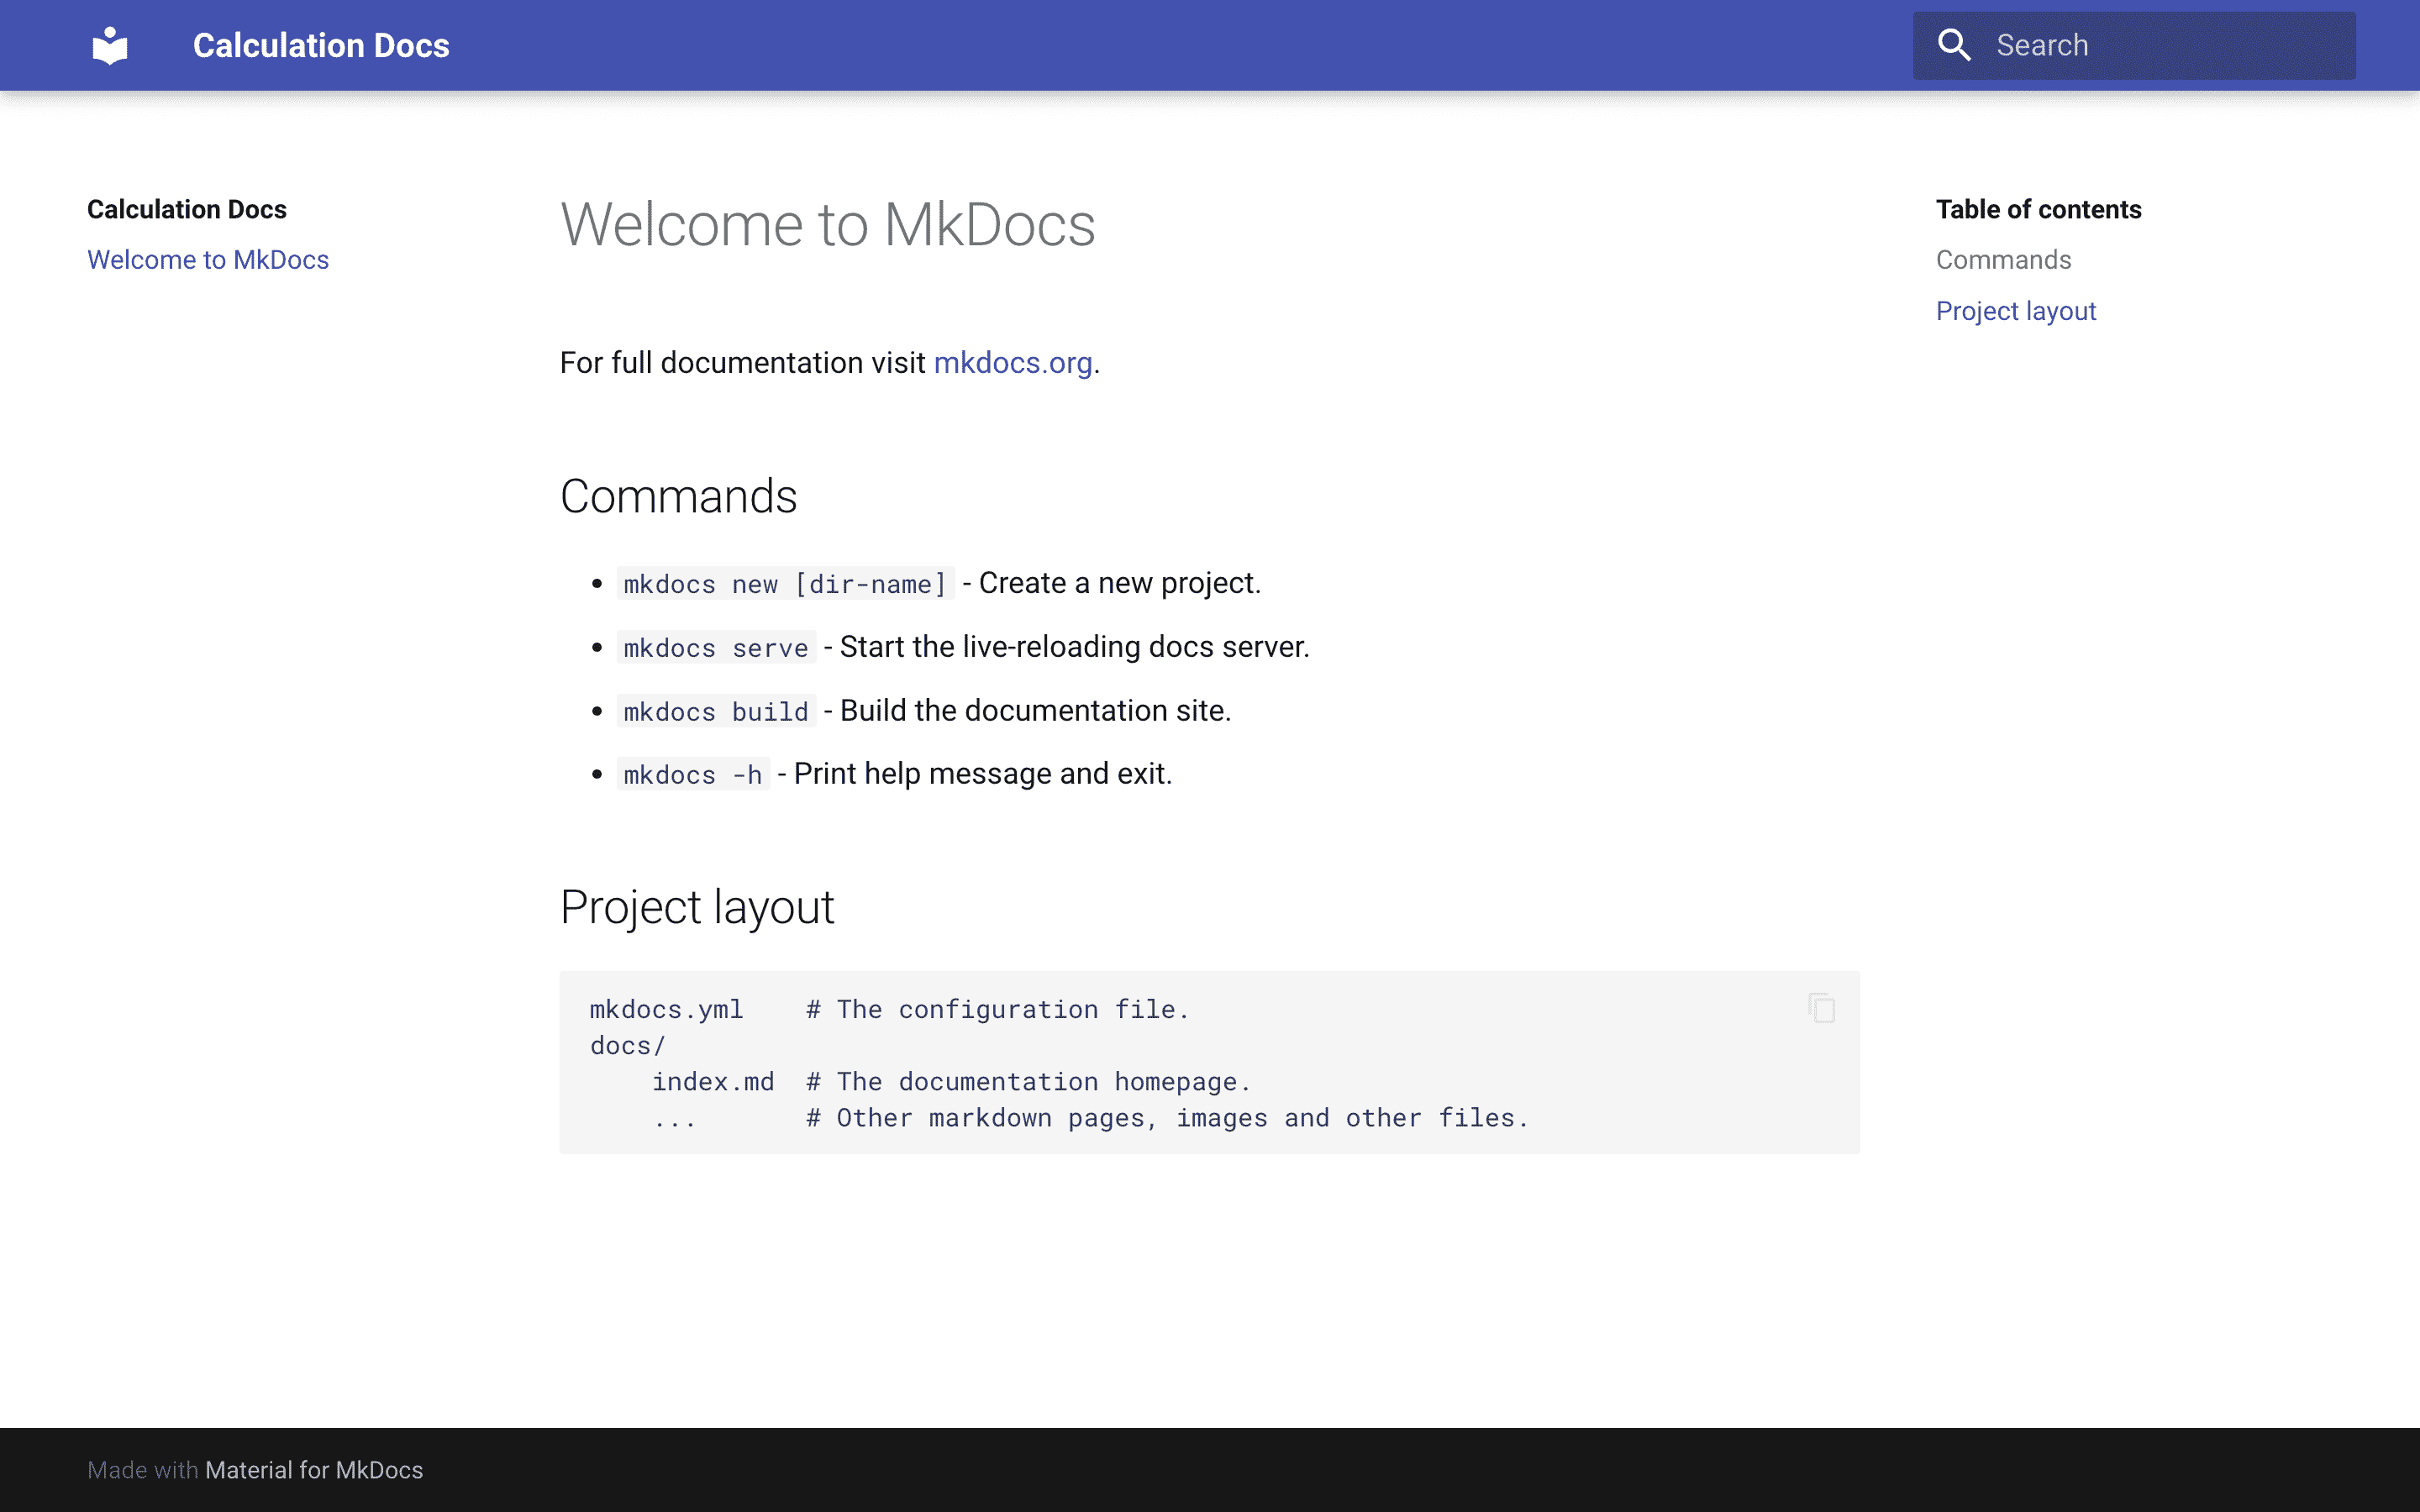 Calculation Docs
Search
Calculation Docs
Welcome to MkDocs
Welcome to MkDocs
For full documentation visit mkdocs.org.
Commands
mkdocs new [dir-name] - Create a new project.
mkdocs serve - Start the live-reloading docs server.
mkdocs build - Build the documentation site.
mkdocs -h - Print help message and exit.
Project layout
mkdocs.yml    # The configuration file.
docs/
    index.md  # The documentation homepage.
    ...       # Other markdown pages, images and other files.
Table of contents
Commands
Project layout
Made with Material for MkDocs